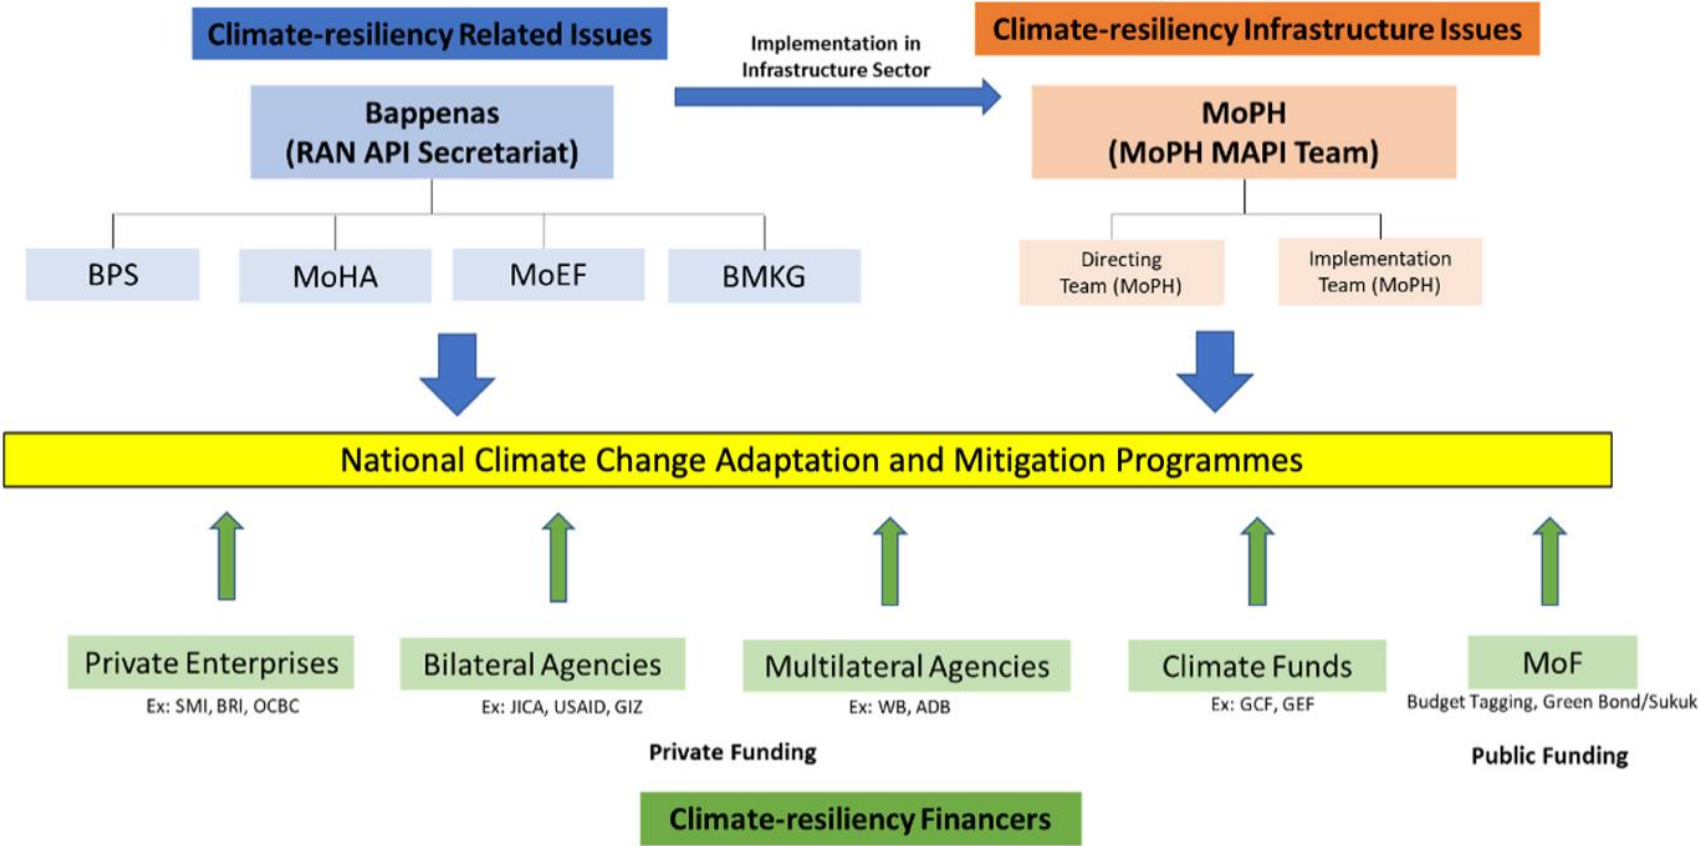 Climate-resiliency Related Issues
Implementation in
Infrastructure Sector
Climate-resiliency Infrastructure Issues
Bappenas
(RAN API Secretariat)
MoPH
(MoPH MAPI Team)
BPS
MoHA
MoEF
BMKG
Directing
Team (MoPH)
Implementation
Team (MoPH)
National Climate Change Adaptation and Mitigation Programmes
Private Enterprises
Ex: SMI, BRI, OCBC
Bilateral Agencies
Ex: JICA, USAID, GIZ
Multilateral Agencies
Ex: WB, ADB
Climate Funds
Ex: GCF, GEF
MoF
Budget Tagging, Green Bond/Sukuk
Private Funding
Public Funding
Climate-resiliency Financers